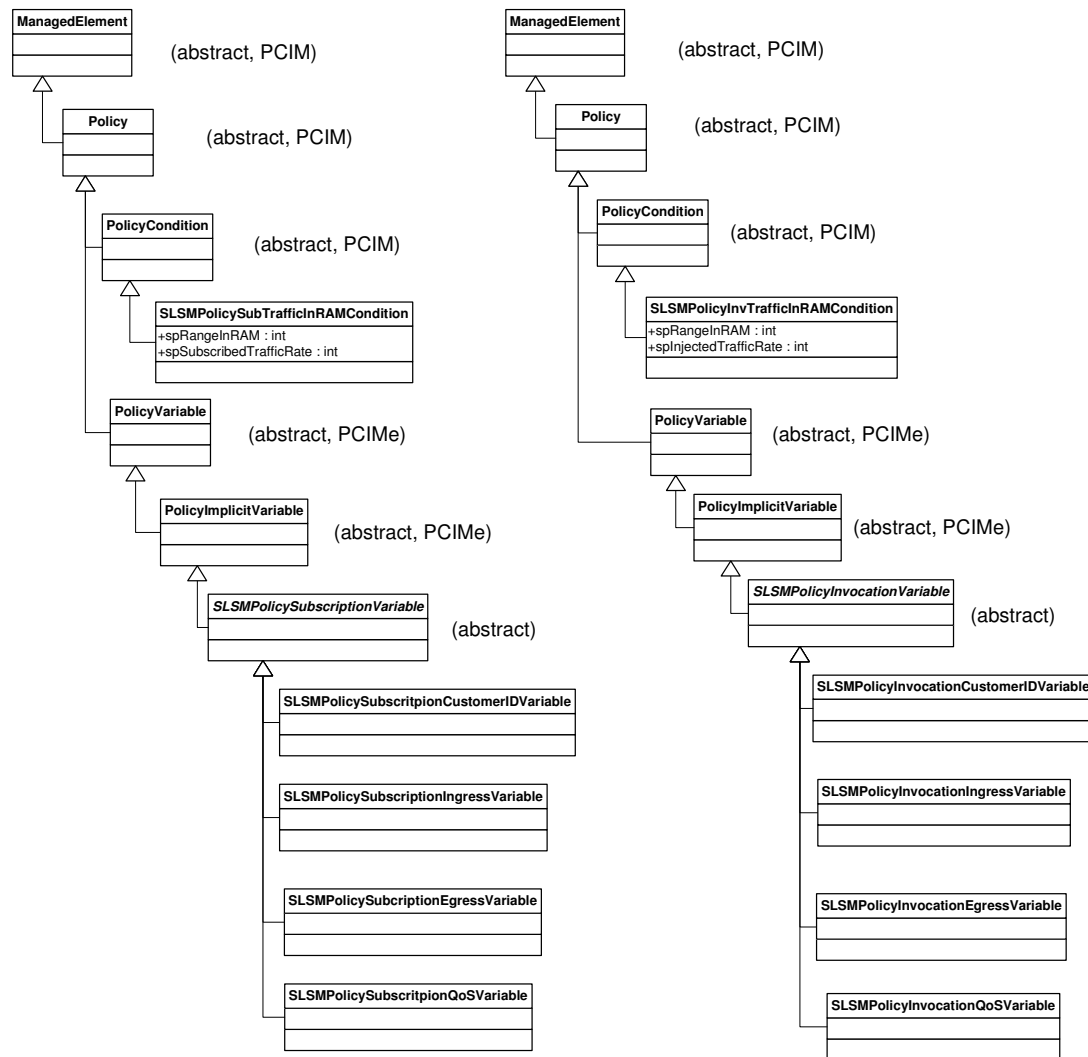 ManagedElement
(abstract, PCIM)
Policy
(abstract, PCIM)
PolicyCondition
(abstract, PCIM)
SLSMPolicySubTrafficInRAMCondition
+spRangeInRAM : int
+spSubscribedTrafficRate : int
PolicyVariable
(abstract, PCIMe)
PolicyImplicitVariable
(abstract, PCIMe)
SLSMPolicySubscriptionVariable
(abstract)
SLSMPolicySubscritpionCustomerIDVariable
SLSMPolicySubscriptionIngressVariable
SLSMPolicySubcriptionEgressVariable
SLSMPolicySubscritpionQoSVariable
ManagedElement
(abstract, PCIM)
Policy
(abstract, PCIM)
PolicyCondition
(abstract, PCIM)
SLSMPolicyInvTrafficInRAMCondition
+spRangeInRAM : int
+spInjectedTrafficRate : int
PolicyVariable
(abstract, PCIMe)
PolicyImplicitVariable
(abstract, PCIMe)
SLSMPolicyInvocationVariable
(abstract)
SLSMPolicyInvocationCustomerIDVariable
SLSMPolicyInvocationIngressVariable
SLSMPolicyInvocationEgressVariable
SLSMPolicyInvocationQoSVariable